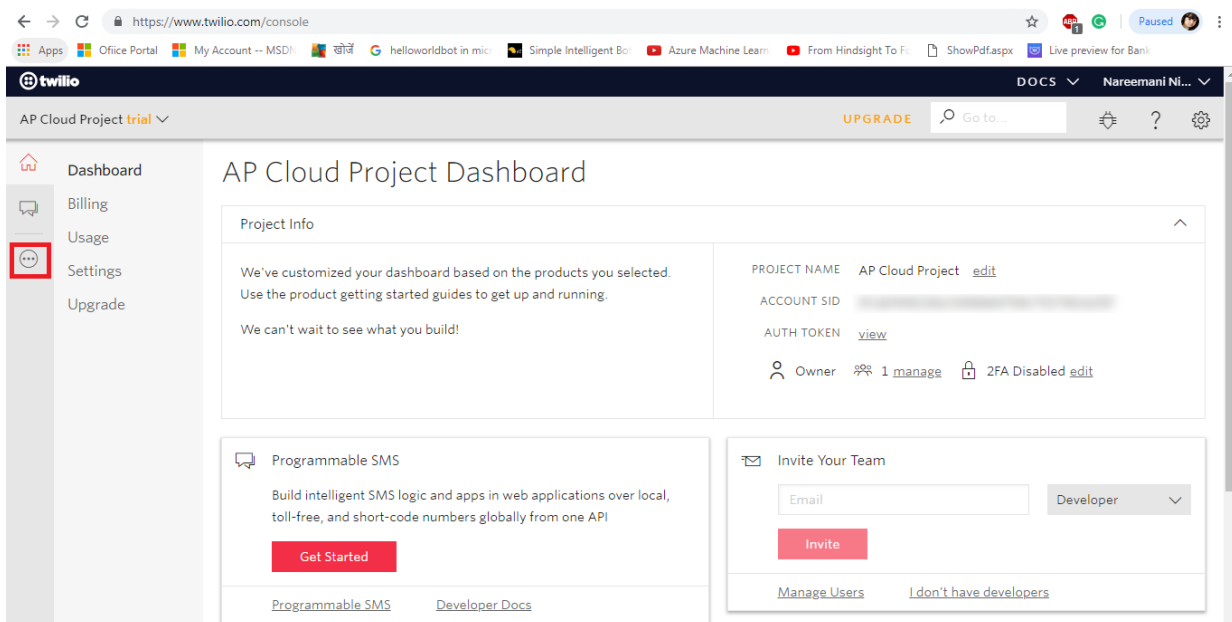 https://www.twilio.com/console
Paused
Apps Ofiice Portal My Account -- MSDN खोजें helloworldbot in micr Simple Intelligent Bot Azure Machine Learn From Hindsight To Fo ShowPdf.aspx Live preview for Bank
twilio DOCS Nareemani Ni...
AP Cloud Project trial UPGRADE Go to... ?
Dashboard
Billing
Usage
Settings
Upgrade
AP Cloud Project Dashboard
Project Info
We've customized your dashboard based on the products you selected.
Use the product getting started guides to get up and running.
We can't wait to see what you build!
PROJECT NAME AP Cloud Project edit
ACCOUNT SID
AUTH TOKEN view
Owner 1 manage 2FA Disabled edit
Programmable SMS
Build intelligent SMS logic and apps in web applications over local,
toll-free, and short-code numbers globally from one API
Get Started
Programmable SMS Developer Docs
Invite Your Team
Email Developer
Invite
Manage Users I don't have developers